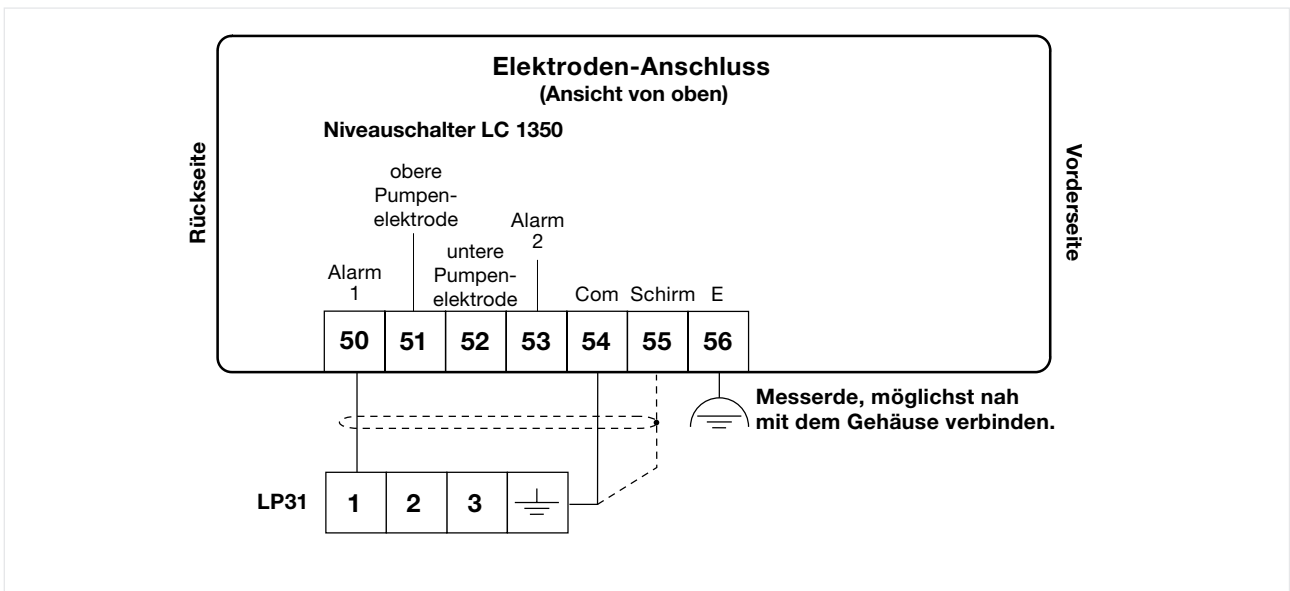 Elektroden-Anschluss
(Ansicht von oben)
Niveauschalter LC 1350
Rückseite
Vorderseite
obere
Pumpen-
elektrode
Alarm
2
untere
Pumpen-
elektrode
Alarm
1
Com Schirm E
50 51 52 53 54 55 56
Messerde, möglichst nah
mit dem Gehäuse verbinden.
LP31 1 2 3